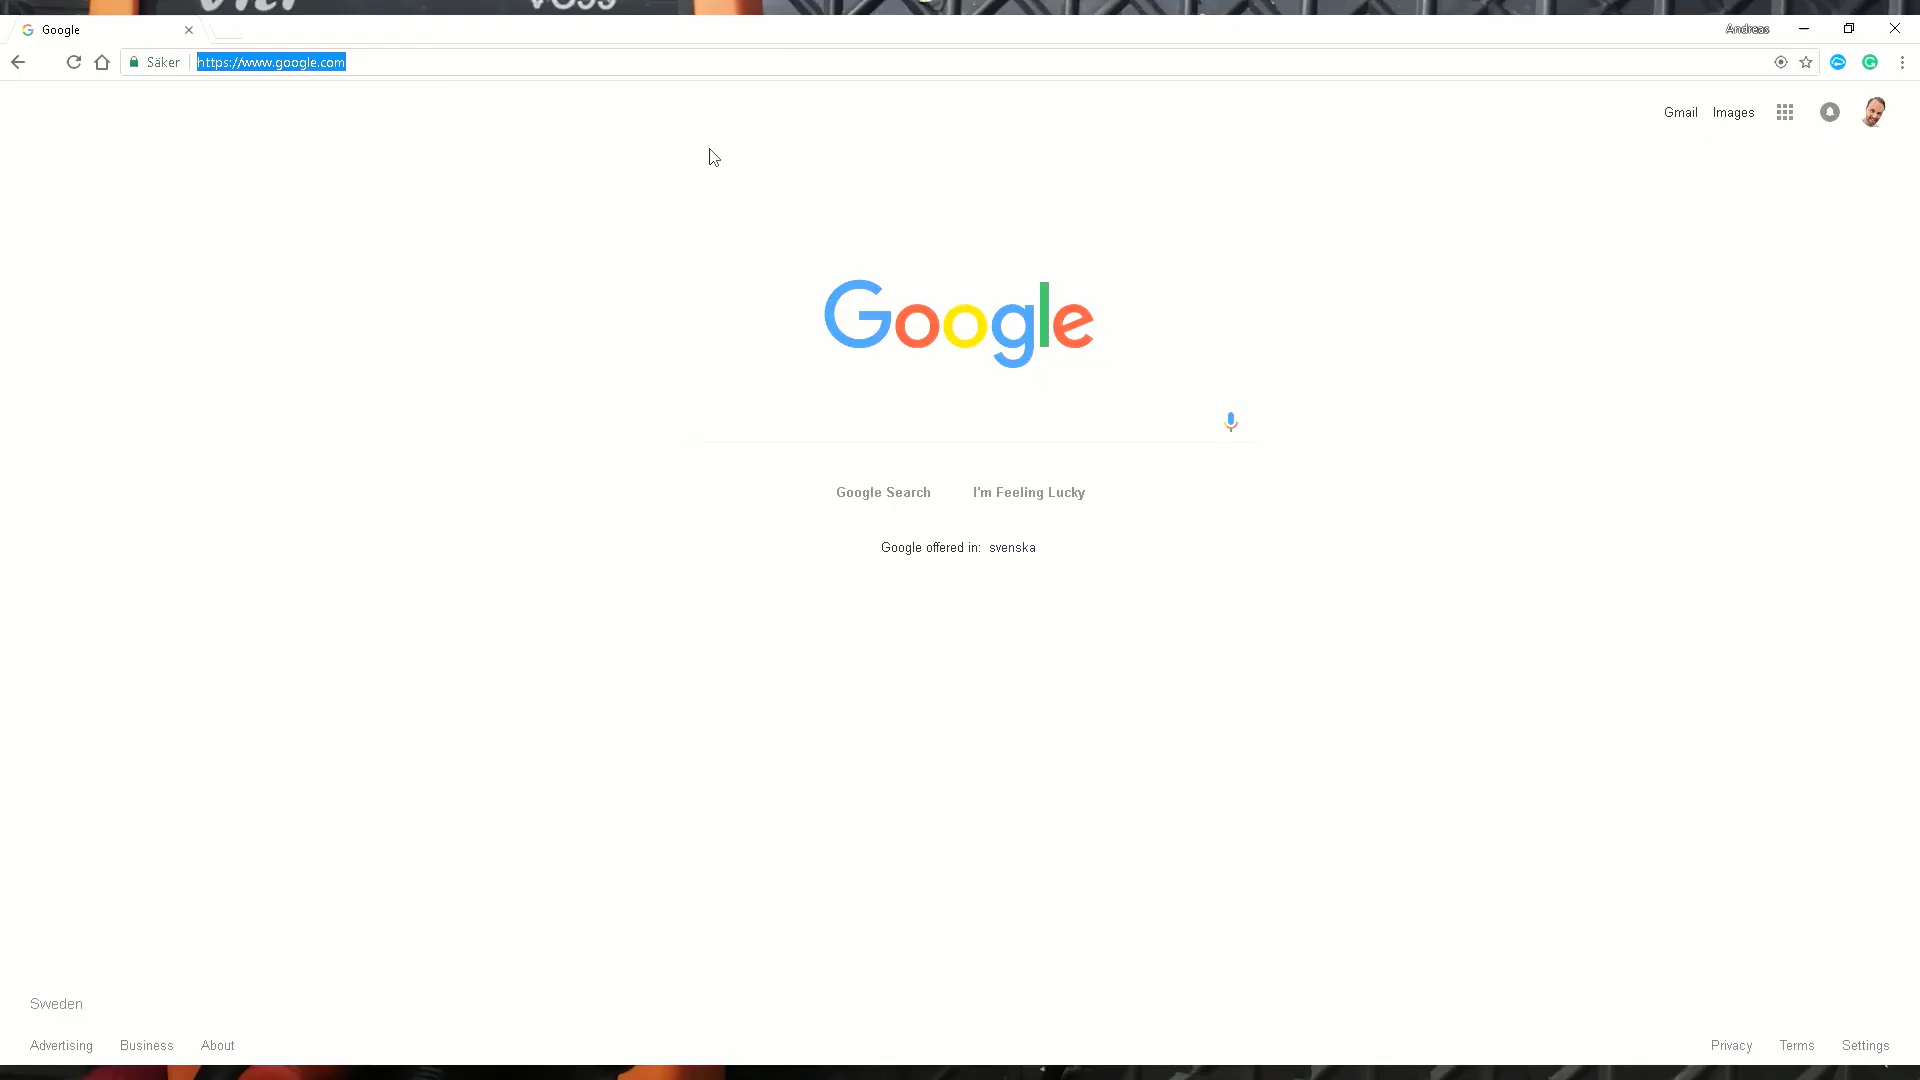 Google
Andreas
Säker
https://www.google.com
Gmail Images
Google
Google Search I'm Feeling Lucky
Google offered in: svenska
Sweden
Advertising Business About
Privacy Terms Settings